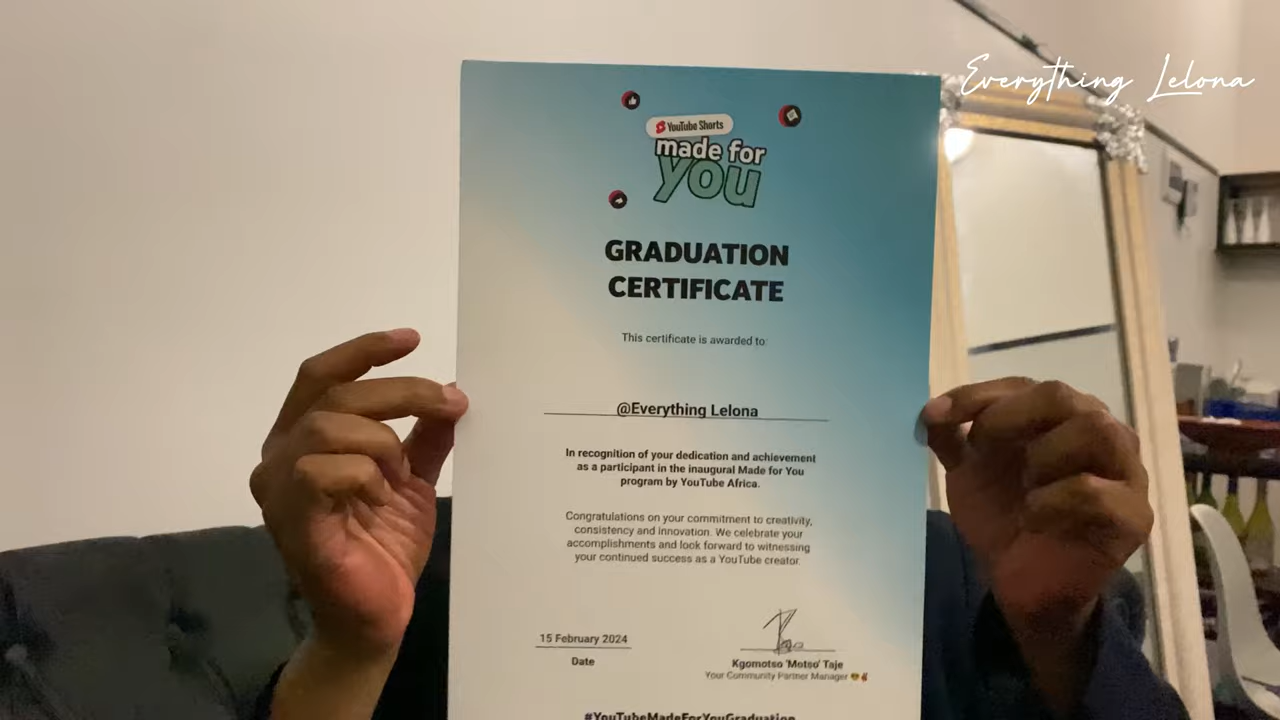 Everything Lelona
YouTube Shorts
made for
you
GRADUATION
CERTIFICATE
This certificate is awarded to
@Everything Lelona
In recognition of your dedication and achievement
as a participant in the inaugural Made for You
program by YouTube Africa.
Congratulations on your commitment to creativity,
consistency and innovation. We celebrate your
accomplishments and look forward to witnessing
your continued success as a YouTube creator.
15 February 2024
Date
Kgomotso 'Motso' Taje
Your Community Partner Manager
#YouTubeMadeForYouGraduation